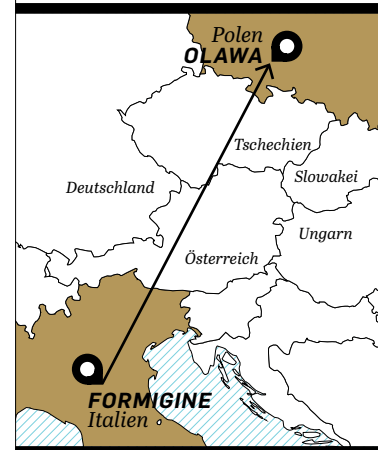 Polen
OLAWA
Tschechien
Slowakei
Deutschland
Ungarn
Österreich
FORMIGINE
Italien